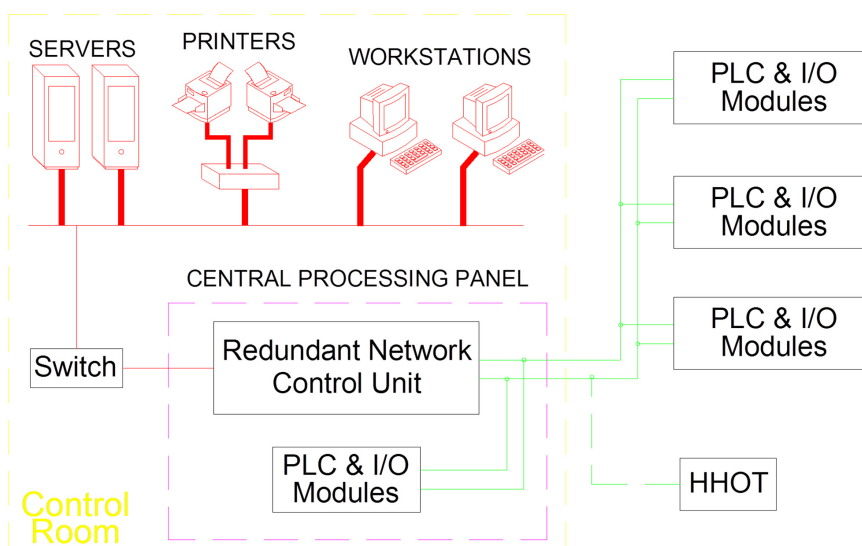 SERVERS
PRINTERS
WORKSTATIONS
PLC & I/O
Modules
PLC & I/O
Modules
CENTRAL PROCESSING PANEL
PLC & I/O
Modules
Switch
Redundant Network
Control Unit
PLC & I/O
Modules
HHOT
Control
Room